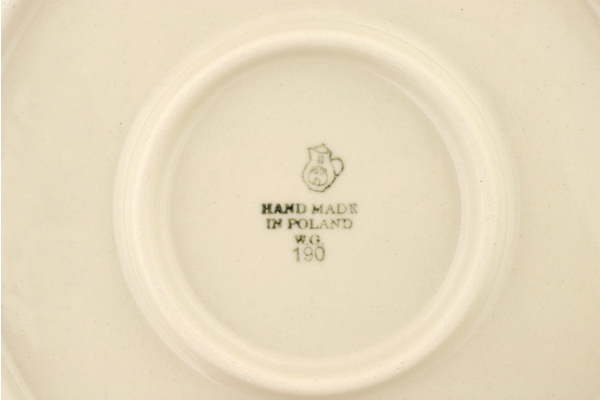 HAND MADE
IN POLAND
W.G.
190